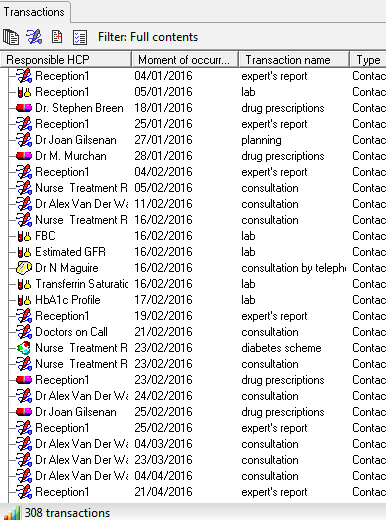 Transactions
Filter: Full contents
Responsible HCP Moment of occurr... Transaction name Type
Reception1 04/01/2016 expert's report Contac
Reception1 05/01/2016 lab Contac
Dr. Stephen Breen 18/01/2016 drug prescriptions Contac
Reception1 25/01/2016 expert's report Contac
Dr Joan Gilsenan 27/01/2016 planning Contac
Dr M. Murchan 28/01/2016 drug prescriptions Contac
Reception1 04/02/2016 expert's report Contac
Nurse Treatment R 05/02/2016 consultation Contac
Dr Alex Van Der Wa 11/02/2016 consultation Contac
Nurse Treatment R 16/02/2016 consultation Contac
FBC 16/02/2016 lab Contac
Estimated GFR 16/02/2016 lab Contac
Dr N Maguire 16/02/2016 consultation by teleph Contac
Transferrin Saturatio 16/02/2016 lab Contac
HbA1c Profile 17/02/2016 lab Contac
Reception1 19/02/2016 expert's report Contac
Doctors on Call 21/02/2016 consultation Contac
Nurse Treatment R 23/02/2016 diabetes scheme Contac
Nurse Treatment R 23/02/2016 consultation Contac
Reception1 23/02/2016 drug prescriptions Contac
Dr Alex Van Der Wa 24/02/2016 consultation Contac
Dr Joan Gilsenan 25/02/2016 drug prescriptions Contac
Reception1 25/02/2016 expert's report Contac
Dr Alex Van Der Wa 04/03/2016 consultation Contac
Dr Alex Van Der Wa 23/03/2016 consultation Contac
Dr Alex Van Der Wa 04/04/2016 consultation Contac
Reception1 21/04/2016 expert's report Contac
308 transactions